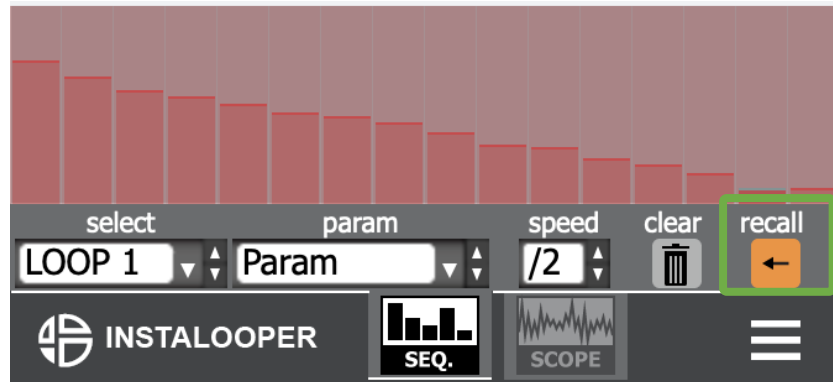 select param speed clear recall
LOOP 1 Param /2
INSTALOOPER SEQ. SCOPE